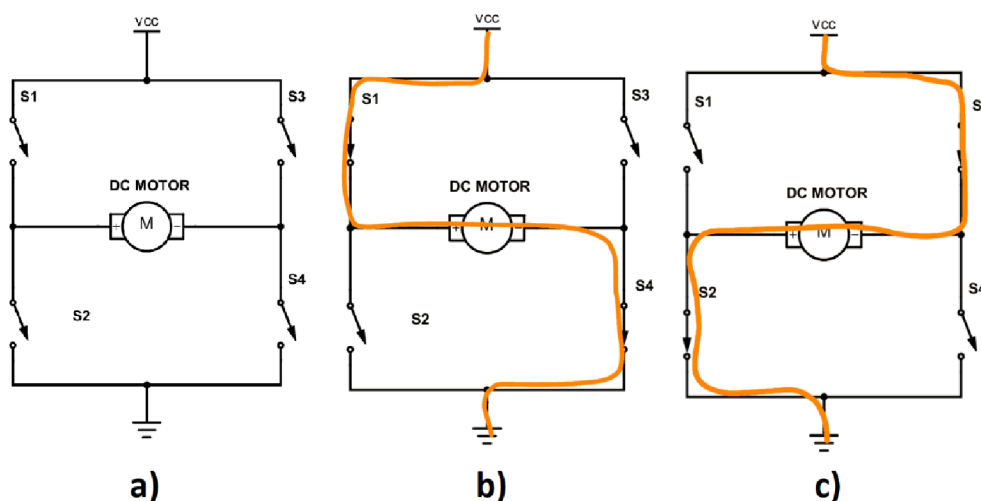 VCC
S1
S3
DC MOTOR
+ M −
S2
S4
a)
VCC
S1
S3
DC MOTOR
+ M −
S2
S4
b)
VCC
S1
S
DC MOTOR
+ M −
S2
S4
c)